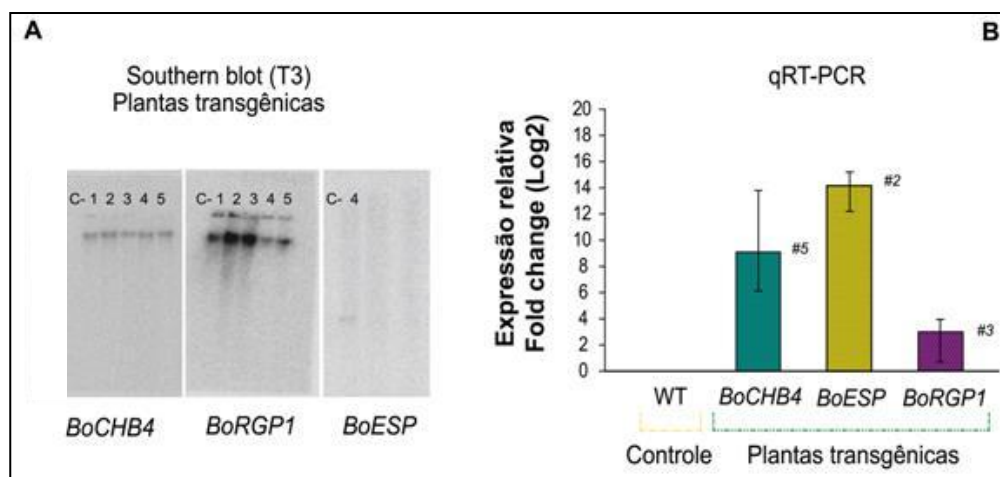 A
B
Southern blot (T3)
Plantas transgênicas
C- 1 2 3 4 5
C- 1 2 3 4 5
C- 4
BoCHB4
BoRGP1
BoESP
qRT-PCR
Expressão relativa
Fold change (Log2)
20
18
16
14
12
10
8
6
4
2
0
#5
#2
#3
WT
BoCHB4
BoESP
BoRGP1
Controle
Plantas transgênicas